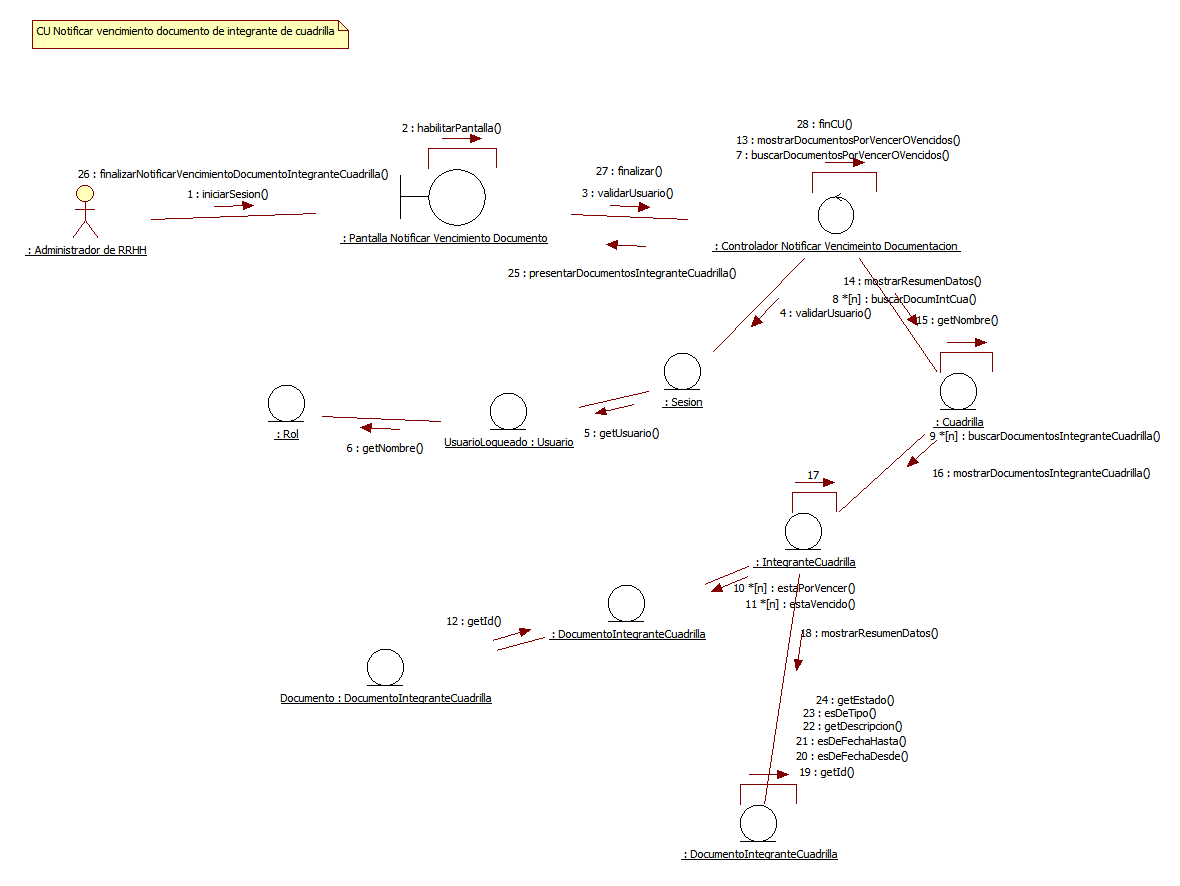 CU Notificar vencimiento documento de integrante de cuadrilla
28 : finCU()
2 : habilitarPantalla()
13 : mostrarDocumentosPorVencerOVencidos()
7 : buscarDocumentosPorVencerOVencidos()
26 : finalizarNotificarVencimientoDocumentoIntegranteCuadrilla()
27 : finalizar()
1 : iniciarSesion()
3 : validarUsuario()
: Administrador de RRHH
: Pantalla Notificar Vencimiento Documento
: Controlador Notificar Vencimeinto Documentacion
25 : presentarDocumentosIntegranteCuadrilla()
14 : mostrarResumenDatos()
8 *[n] : buscarDocumIntCua()
4 : validarUsuario()
15 : getNombre()
: Sesion
: Cuadrilla
: Rol
UsuarioLogueado : Usuario
5 : getUsuario()
9 *[n] : buscarDocumentosIntegranteCuadrilla()
6 : getNombre()
16 : mostrarDocumentosIntegranteCuadrilla()
17
: IntegranteCuadrilla
10 *[n] : estaPorVencer()
11 *[n] : estaVencido()
12 : getId()
: DocumentoIntegranteCuadrilla
18 : mostrarResumenDatos()
Documento : DocumentoIntegranteCuadrilla
24 : getEstado()
23 : esDeTipo()
22 : getDescripcion()
21 : esDeFechaHasta()
20 : esDeFechaDesde()
19 : getId()
: DocumentoIntegranteCuadrilla